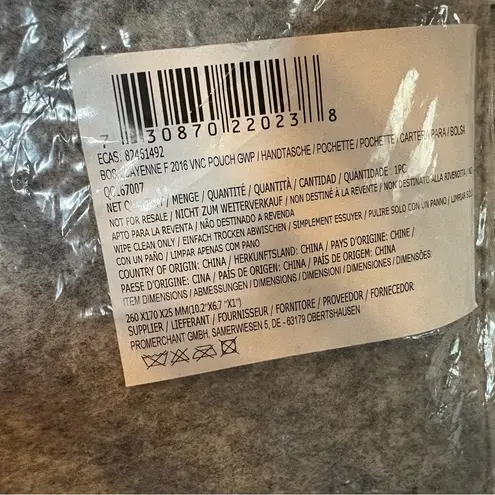 7 30870 22023 8
ECAS: 87461492
BOSS CAYENNE F 2016 VNC POUCH GWP / HANDTASCHE / POCHETTE / POCHETTE / CARTERA PARA / BOLSA
QC167007
NET QUANTITY / MENGE / QUANTITÉ / QUANTITÀ / CANTIDAD / QUANTIDADE 1PC
NOT FOR RESALE / NICHT ZUM WEITERVERKAUF / NON DESTINÉ À LA REVENTE / NON DESTINATO ALLA RIVENDITA / NO
APTO PARA LA REVENTA / NÃO DESTINADO A REVENDA
WIPE CLEAN ONLY / EINFACH TROCKEN ABWISCHEN / SIMPLEMENT ESSUYER / PULIRE SOLO CON UN PANNO / LIMPIAR SOLO
CON UN PAÑO / LIMPAR APENAS COM PANO
COUNTRY OF ORIGIN: CHINA / HERKUNFTSLAND: CHINA / PAYS D'ORIGINE: CHINE /
PAESE D'ORIGINE: CINA / PAÍS DE ORIGEN: CHINA / PAÍS DE ORIGEM: CHINA
ITEM DIMENSIONS / ABMESSUNGEN / DIMENSIONS / DIMENSIONI / DIMENSIONES / DIMENSÕES
260 X170 X25 MM(10.2"X6.7 "X1")
SUPPLIER / LIEFERANT / FOURNISSEUR / FORNITORE / PROVEEDOR / FORNECEDOR
PROMERCHANT GMBH, SAMERWIESEN 5, DE - 63179 OBERTSHAUSEN